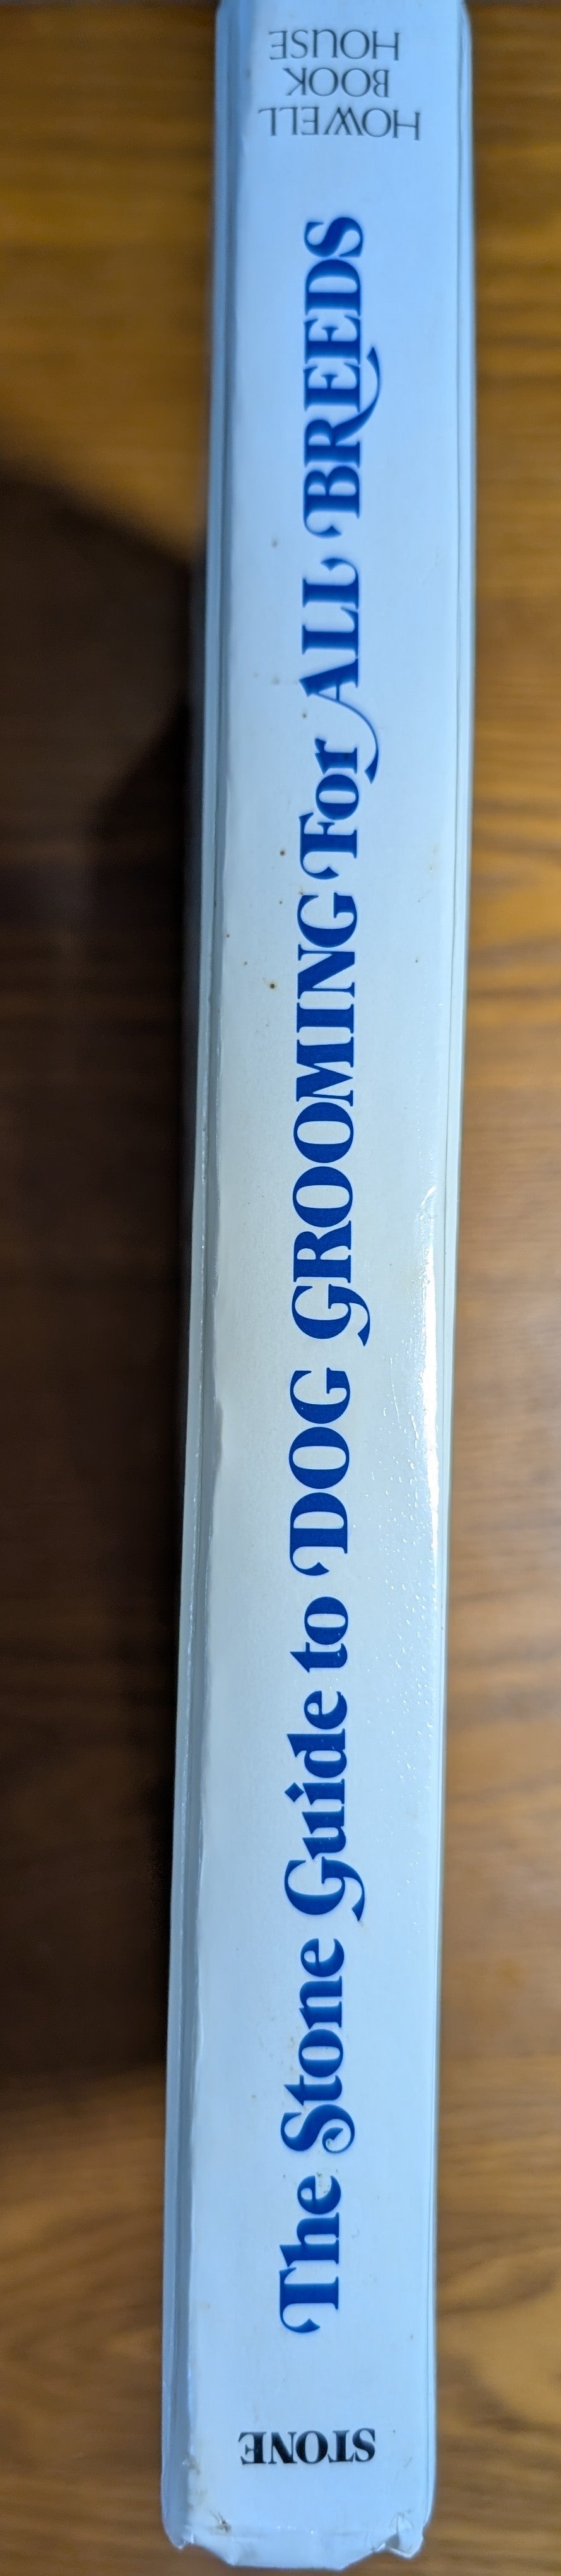 STONE
The Stone Guide to DOG GROOMING For ALL BREEDS
HOWELL
BOOK
HOUSE